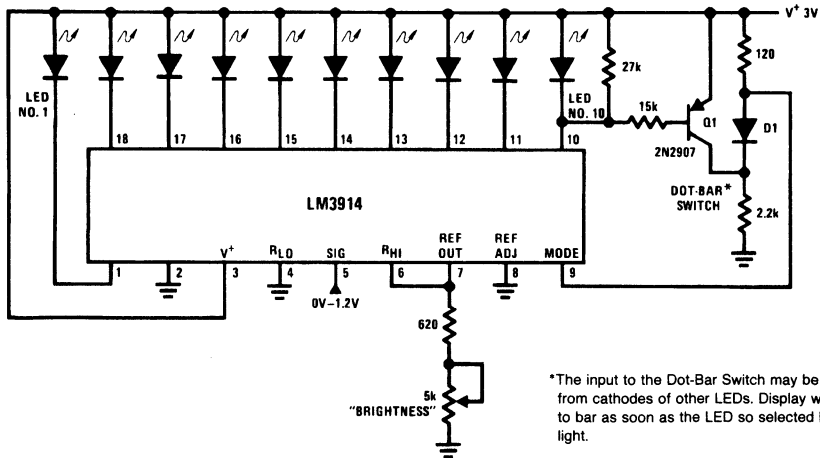 V+ 3V
LED
NO. 1
LED
NO. 10
27k
15k
120
Q1
2N2907
D1
DOT-BAR*
SWITCH
2.2k
18 17 16 15 14 13 12 11 10
LM3914
V+ RLO SIG RHI REF OUT REF ADJ MODE
1 2 3 4 5 6 7 8 9
0V–1.2V
620
5k
"BRIGHTNESS"
*The input to the Dot-Bar Switch may be
from cathodes of other LEDs. Display w
to bar as soon as the LED so selected
light.